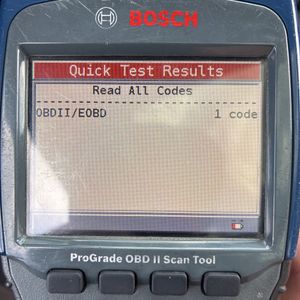 BOSCH
Quick Test Results
Read All Codes
OBDII/EOBD 1 code
ProGrade OBD II Scan Tool